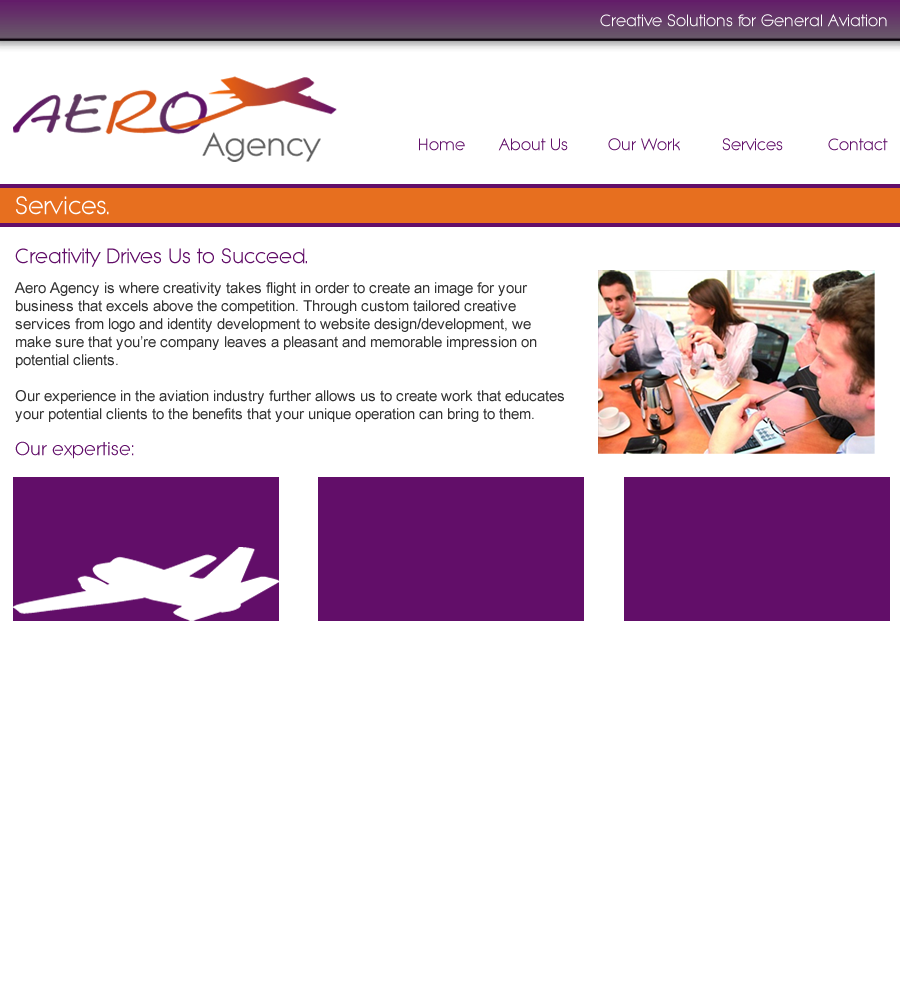 Creative Solutions for General Aviation
AERO
Agency
Home About Us Our Work Services Contact
Services.
Creativity Drives Us to Succeed.
Aero Agency is where creativity takes flight in order to create an image for your
business that excels above the competition. Through custom tailored creative
services from logo and identity development to website design/development, we
make sure that you’re company leaves a pleasant and memorable impression on
potential clients.
Our experience in the aviation industry further allows us to create work that educates
your potential clients to the benefits that your unique operation can bring to them.
Our expertise: